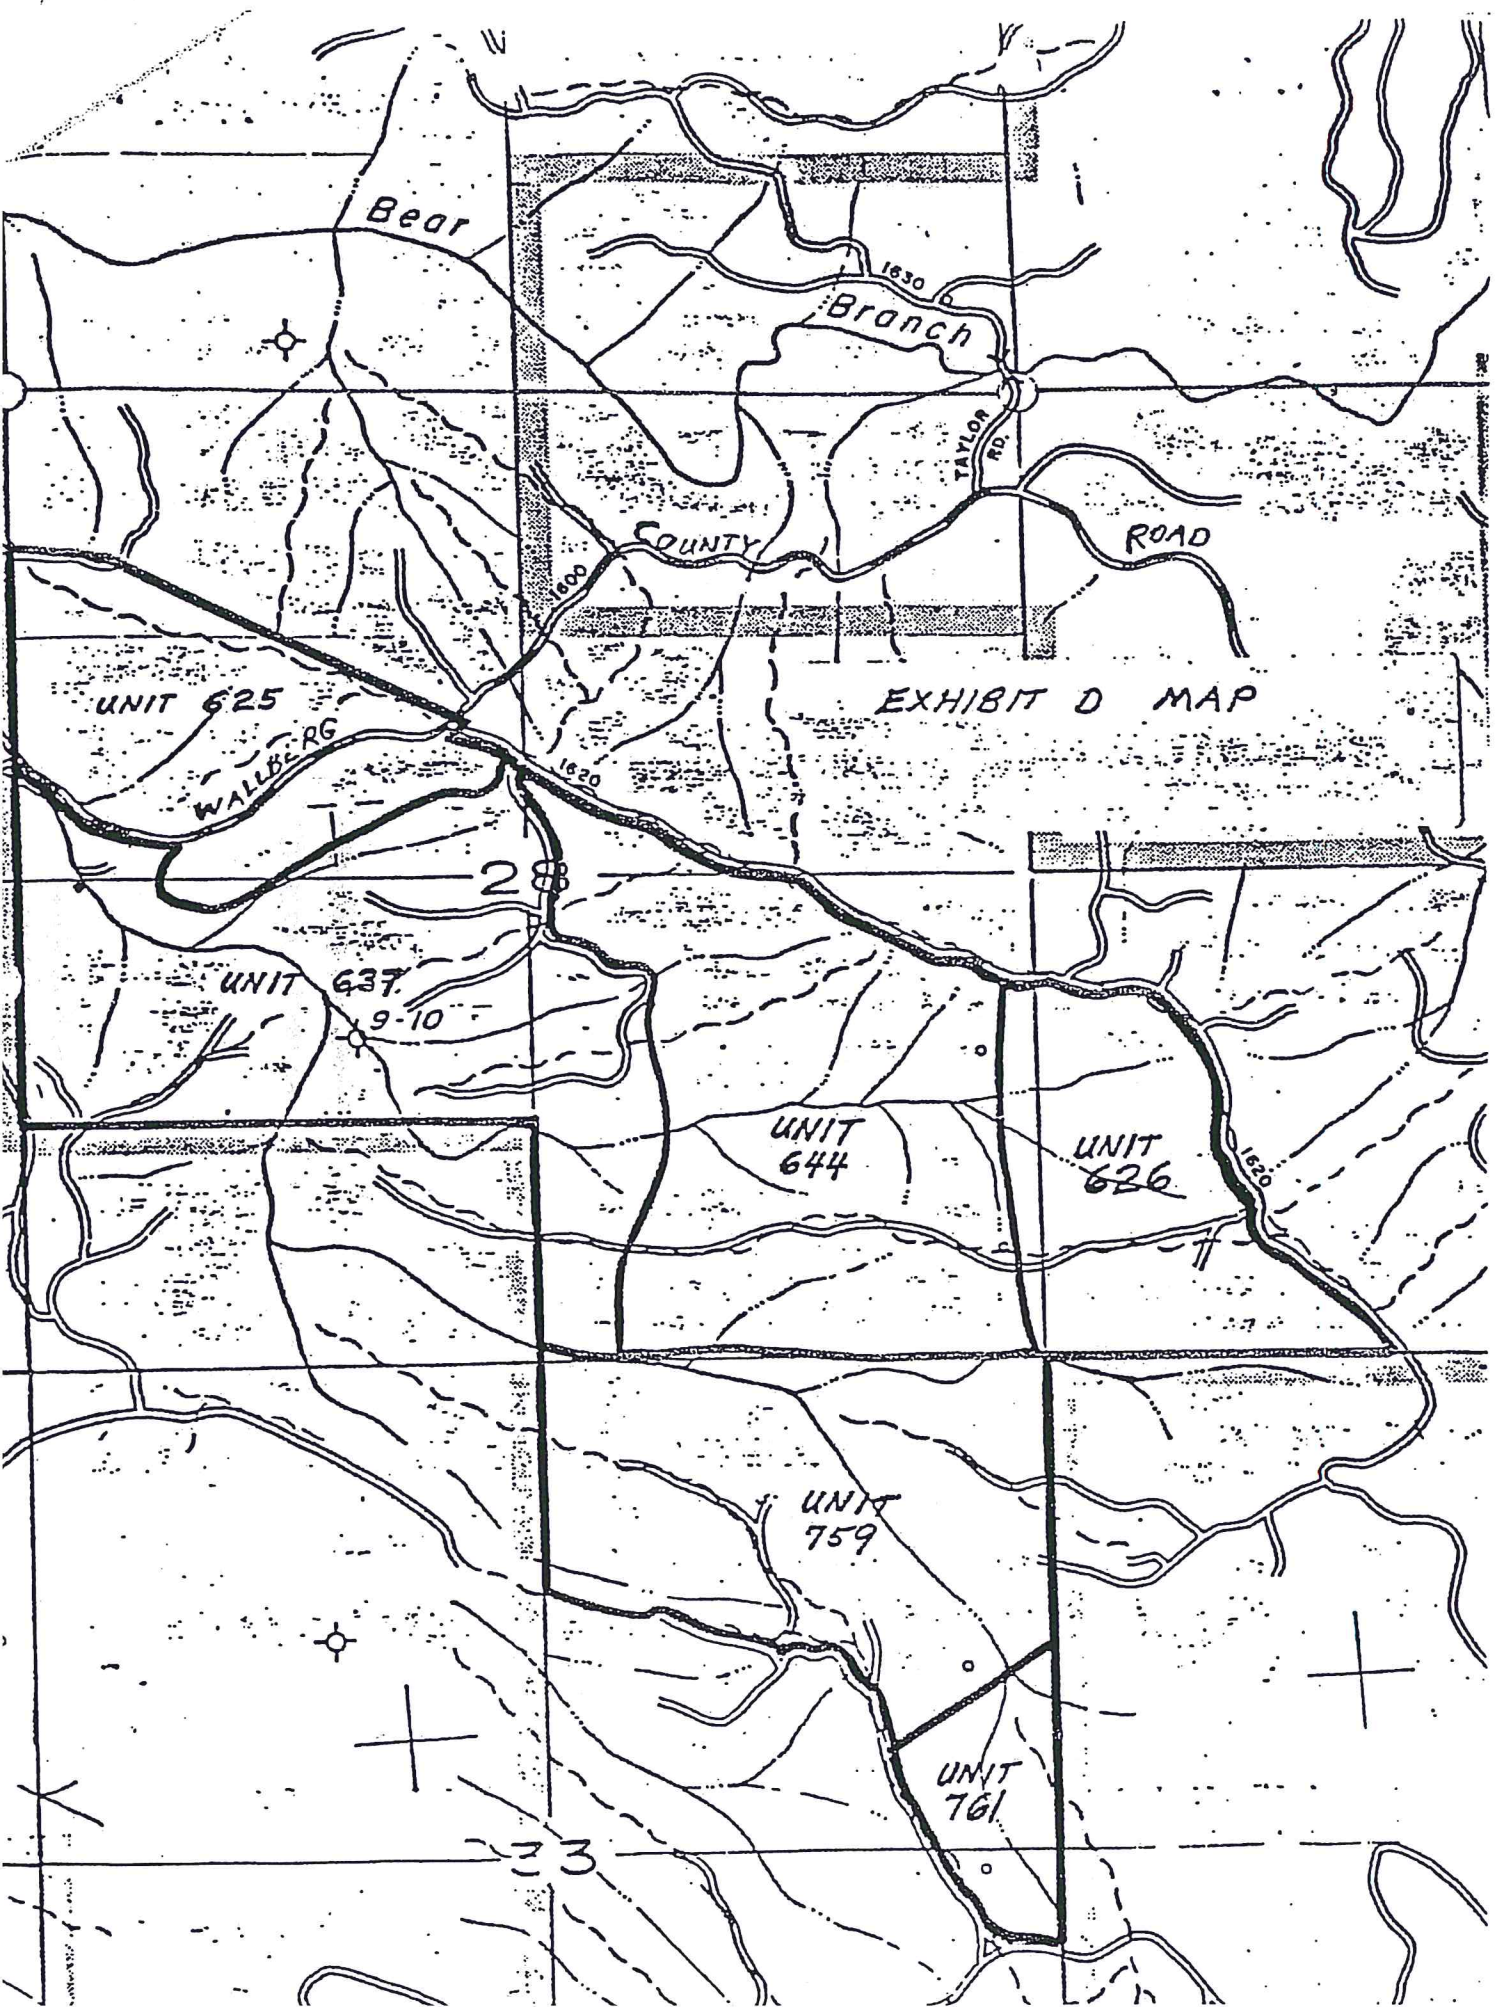 Bear
1630
Branch
TAYLOR
RD.
COUNTY
ROAD
1600
UNIT 625
EXHIBIT D MAP
WALLBERG
1620
28
UNIT 637
9-10
UNIT
644
UNIT
626
1620
UNIT
759
UNIT
761
33